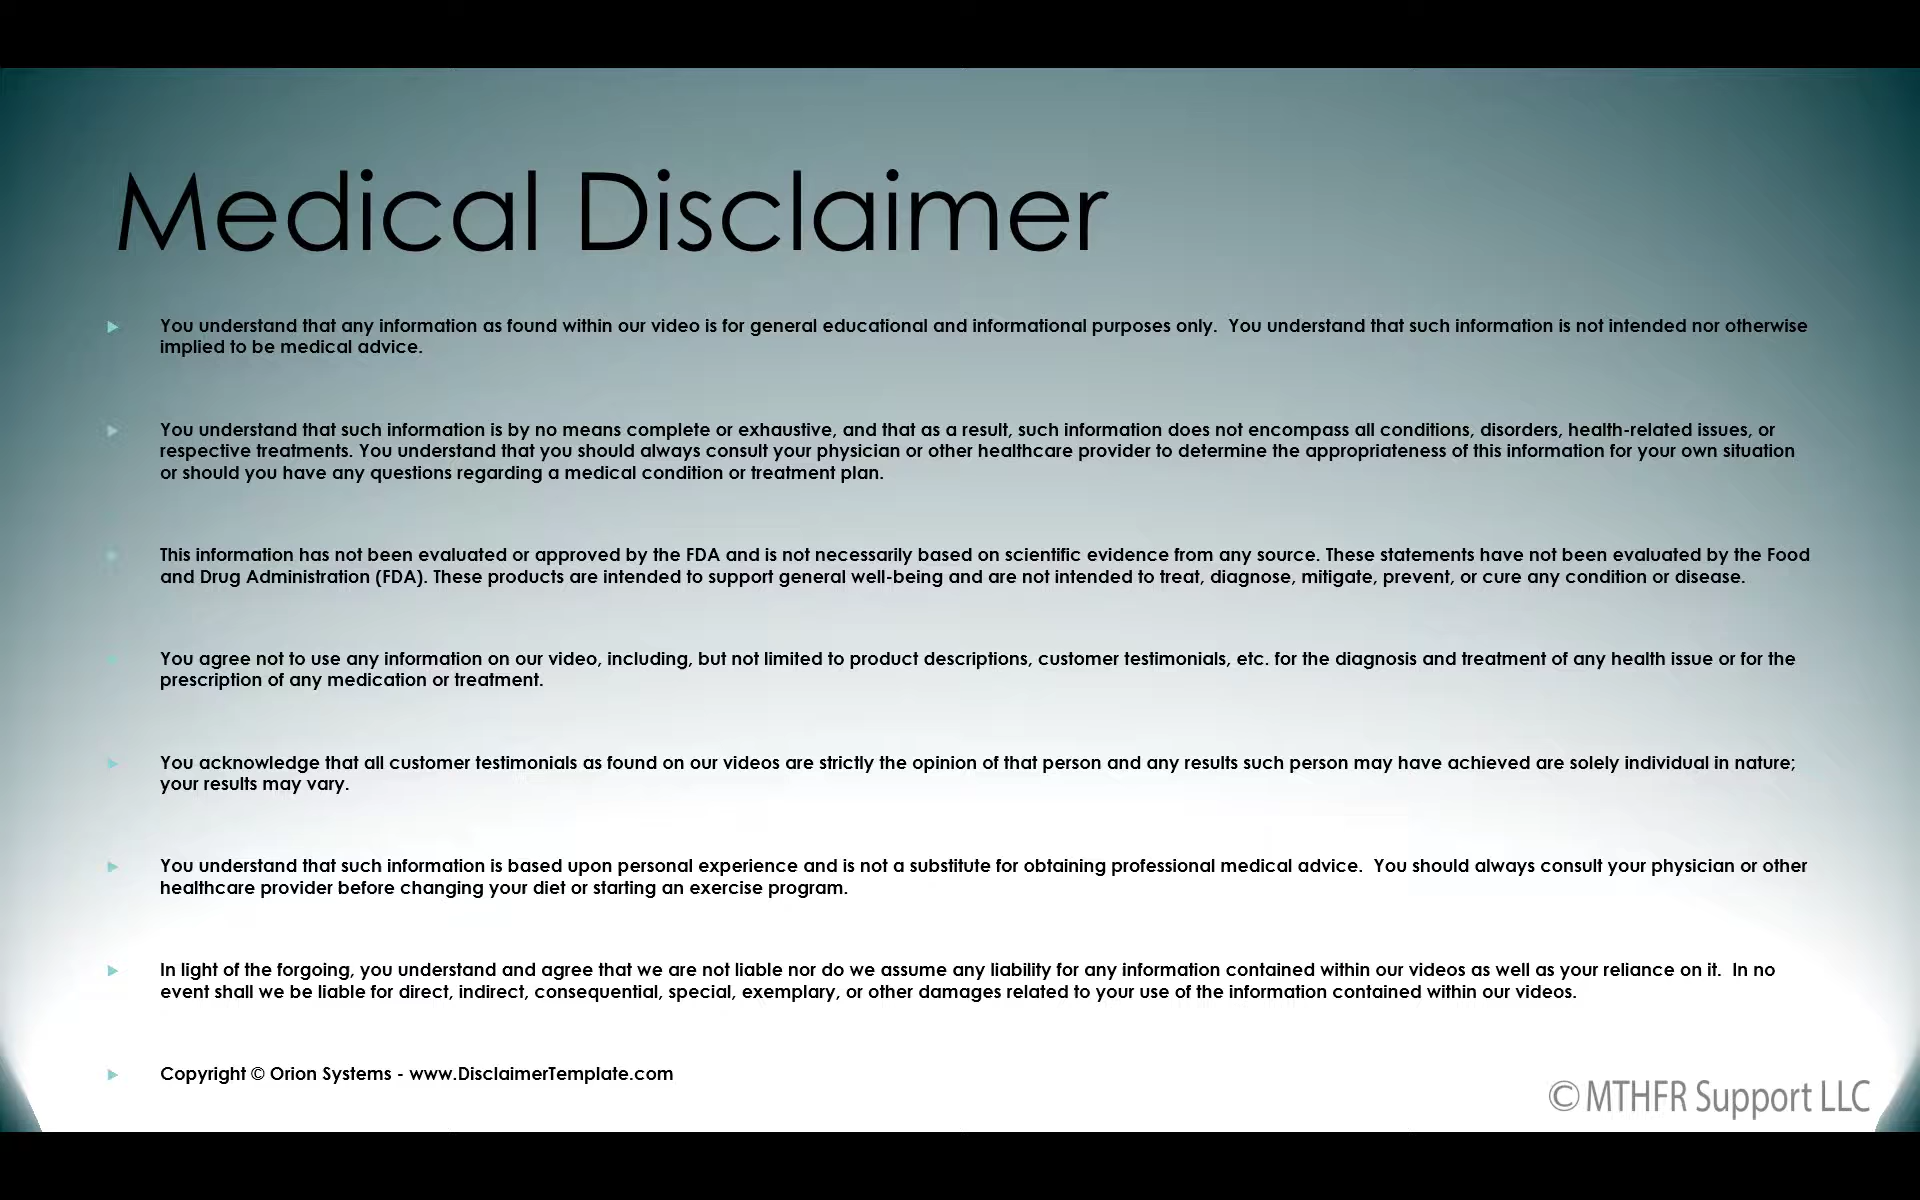 Medical Disclaimer
You understand that any information as found within our video is for general educational and informational purposes only.  You understand that such information is not intended nor otherwise
implied to be medical advice.
You understand that such information is by no means complete or exhaustive, and that as a result, such information does not encompass all conditions, disorders, health-related issues, or
respective treatments. You understand that you should always consult your physician or other healthcare provider to determine the appropriateness of this information for your own situation
or should you have any questions regarding a medical condition or treatment plan.
This information has not been evaluated or approved by the FDA and is not necessarily based on scientific evidence from any source. These statements have not been evaluated by the Food
and Drug Administration (FDA). These products are intended to support general well-being and are not intended to treat, diagnose, mitigate, prevent, or cure any condition or disease.
You agree not to use any information on our video, including, but not limited to product descriptions, customer testimonials, etc. for the diagnosis and treatment of any health issue or for the
prescription of any medication or treatment.
You acknowledge that all customer testimonials as found on our videos are strictly the opinion of that person and any results such person may have achieved are solely individual in nature;
your results may vary.
You understand that such information is based upon personal experience and is not a substitute for obtaining professional medical advice.  You should always consult your physician or other
healthcare provider before changing your diet or starting an exercise program.
In light of the forgoing, you understand and agree that we are not liable nor do we assume any liability for any information contained within our videos as well as your reliance on it.  In no
event shall we be liable for direct, indirect, consequential, special, exemplary, or other damages related to your use of the information contained within our videos.
Copyright © Orion Systems - www.DisclaimerTemplate.com
© MTHFR Support LLC